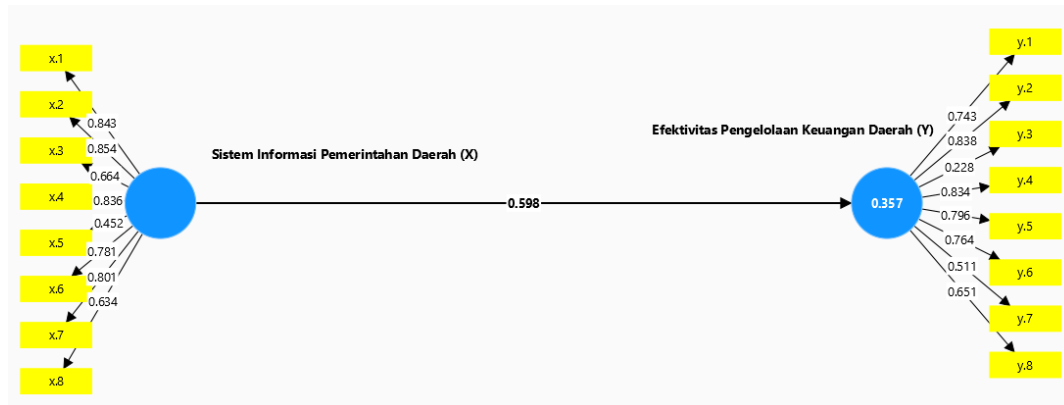 x.1
x.2
x.3
x.4
x.5
x.6
x.7
x.8
0.843
0.854
0.664
0.836
0.452
0.781
0.801
0.634
Sistem Informasi Pemerintahan Daerah (X)
0.598
Efektivitas Pengelolaan Keuangan Daerah (Y)
0.357
0.743
0.838
0.228
0.834
0.796
0.764
0.511
0.651
y.1
y.2
y.3
y.4
y.5
y.6
y.7
y.8